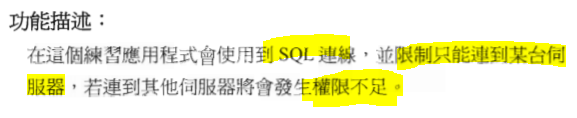 功能描述：
在這個練習應用程式會使用到 SQL 連線，並限制只能連到某台伺
服器，若連到其他伺服器將會發生權限不足。